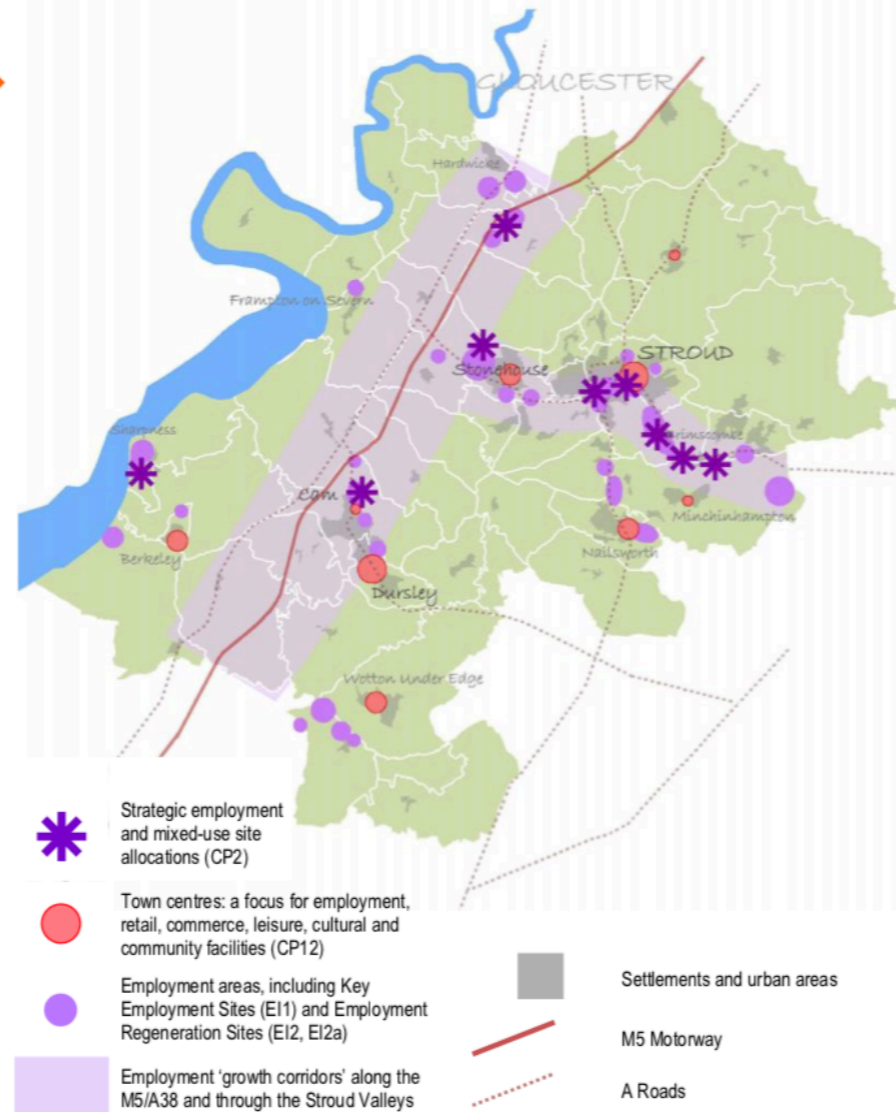 GLOUCESTER
Hardwicke
Frampton on Severn
Stonehouse
STROUD
Sharpness
Cam
Minchinhampton
Berkeley
Nailsworth
Dursley
Wotton Under Edge
Strategic employment
and mixed-use site
allocations (CP2)
Town centres: a focus for employment,
retail, commerce, leisure, cultural and
community facilities (CP12)
Employment areas, including Key
Employment Sites (EI1) and Employment
Regeneration Sites (EI2, EI2a)
Employment ‘growth corridors’ along the
M5/A38 and through the Stroud Valleys
Settlements and urban areas
M5 Motorway
A Roads